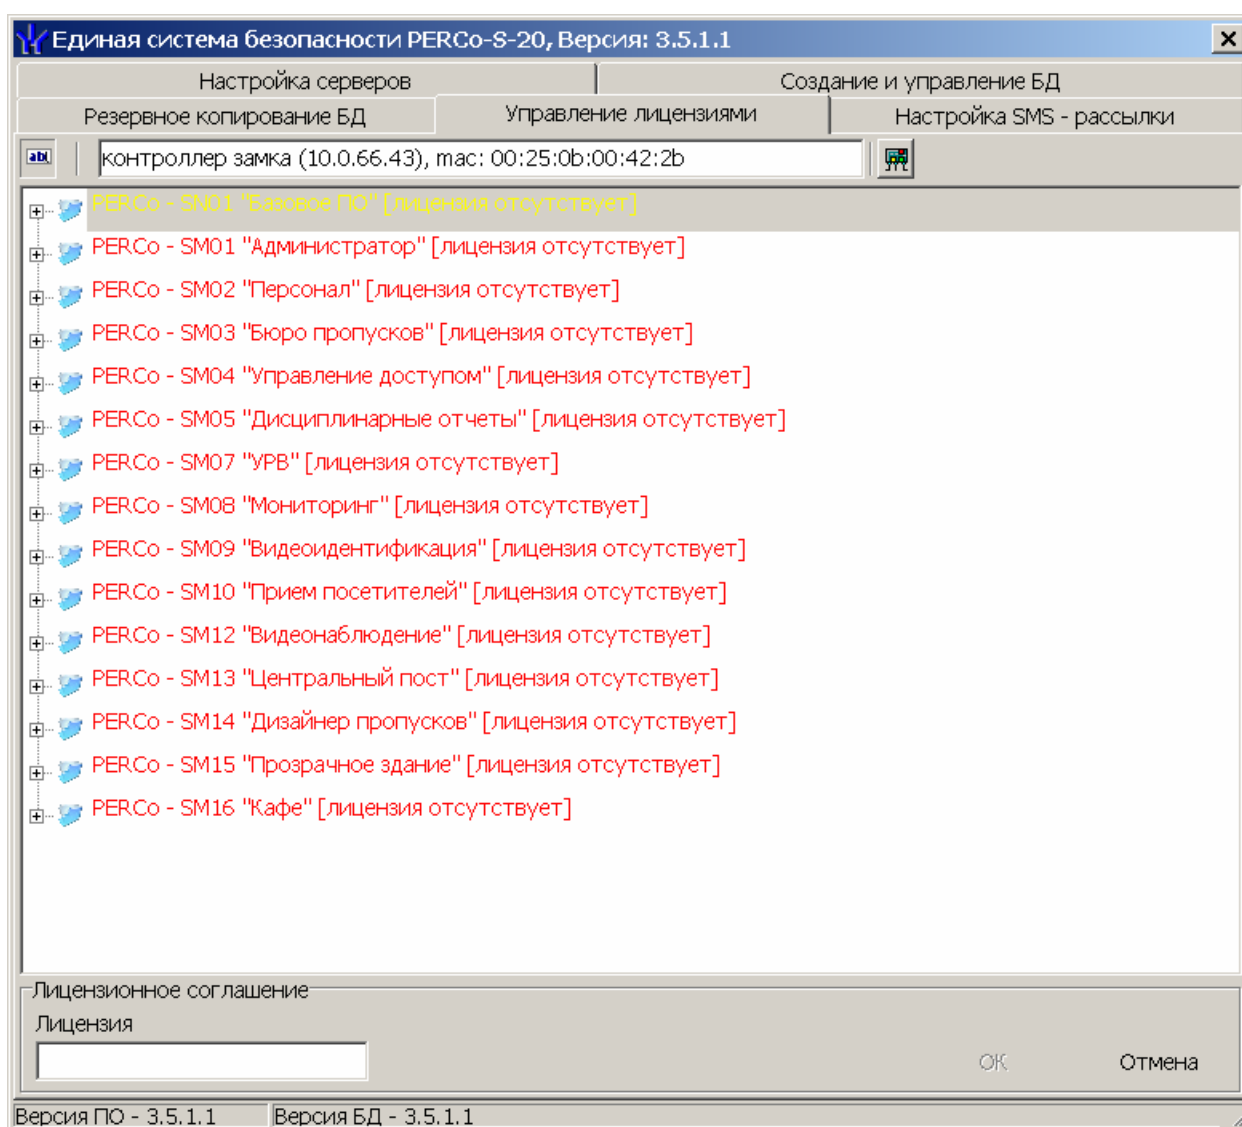 Единая система безопасности PERCo-S-20, Версия: 3.5.1.1
Настройка серверов
Создание и управление БД
Резервное копирование БД
Управление лицензиями
Настройка SMS - рассылки
abl
контроллер замка (10.0.66.43), mac: 00:25:0b:00:42:2b
PERCo - SN01 "Базовое ПО" [лицензия отсутствует]
PERCo - SM01 "Администратор" [лицензия отсутствует]
PERCo - SM02 "Персонал" [лицензия отсутствует]
PERCo - SM03 "Бюро пропусков" [лицензия отсутствует]
PERCo - SM04 "Управление доступом" [лицензия отсутствует]
PERCo - SM05 "Дисциплинарные отчеты" [лицензия отсутствует]
PERCo - SM07 "УРВ" [лицензия отсутствует]
PERCo - SM08 "Мониторинг" [лицензия отсутствует]
PERCo - SM09 "Видеоидентификация" [лицензия отсутствует]
PERCo - SM10 "Прием посетителей" [лицензия отсутствует]
PERCo - SM12 "Видеонаблюдение" [лицензия отсутствует]
PERCo - SM13 "Центральный пост" [лицензия отсутствует]
PERCo - SM14 "Дизайнер пропусков" [лицензия отсутствует]
PERCo - SM15 "Прозрачное здание" [лицензия отсутствует]
PERCo - SM16 "Кафе" [лицензия отсутствует]
Лицензионное соглашение
Лицензия
ОК
Отмена
Версия ПО - 3.5.1.1
Версия БД - 3.5.1.1